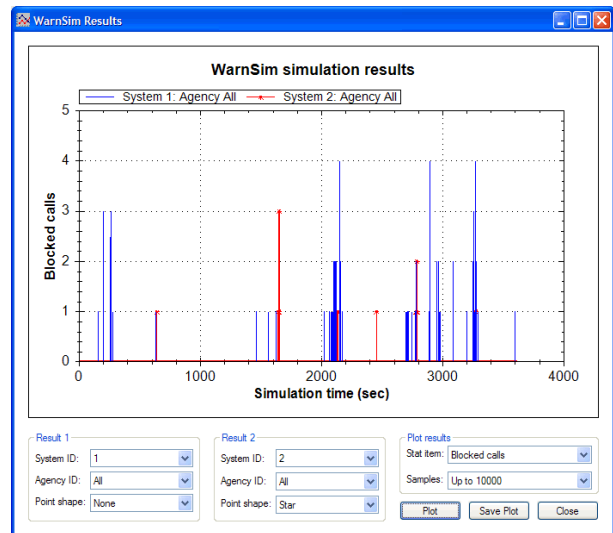 WarnSim Results
WarnSim simulation results
System 1: Agency All System 2: Agency All
5
4
3
2
1
0
Blocked calls
0 1000 2000 3000 4000
Simulation time (sec)
Result 1
System ID: 1
Agency ID: All
Point shape: None
Result 2
System ID: 2
Agency ID: All
Point shape: Star
Plot results
Stat item: Blocked calls
Samples: Up to 10000
Plot Save Plot Close